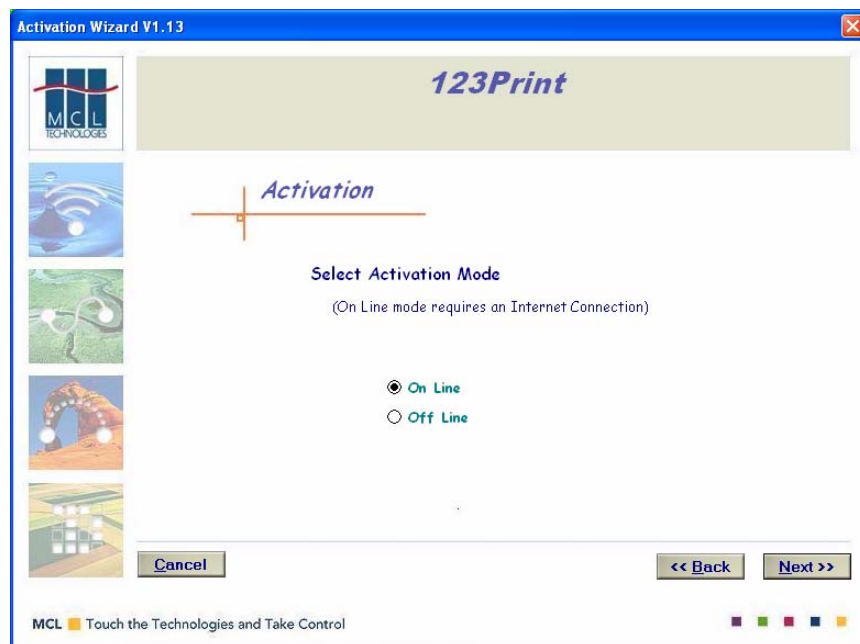 Activation Wizard V1.13
MCL
TECHNOLOGIES
123Print
Activation
Select Activation Mode
(On Line mode requires an Internet Connection)
On Line
Off Line
Cancel
<< Back
Next >>
MCL Touch the Technologies and Take Control